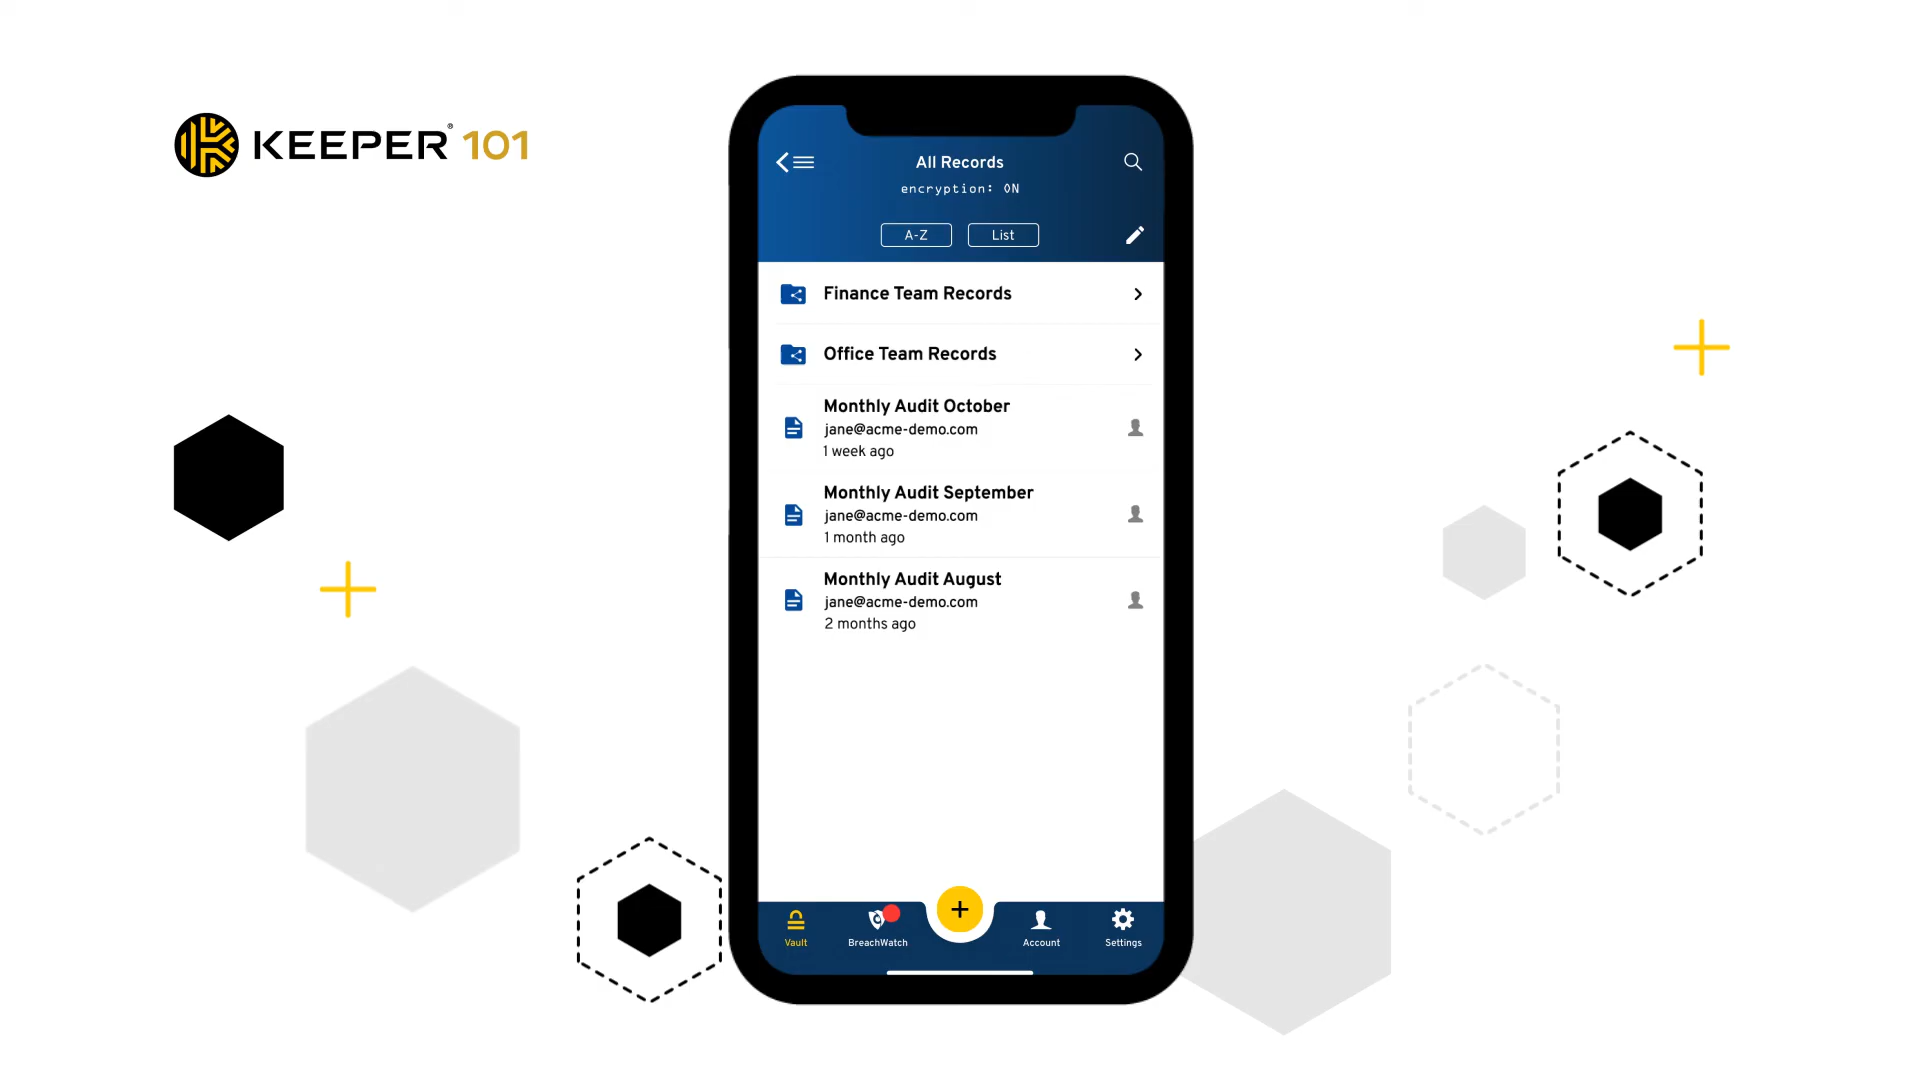 KEEPER® 101
All Records
encryption: ON
A-Z
List
Finance Team Records
Office Team Records
Monthly Audit October
jane@acme-demo.com
1 week ago
Monthly Audit September
jane@acme-demo.com
1 month ago
Monthly Audit August
jane@acme-demo.com
2 months ago
Vault
BreachWatch
Account
Settings